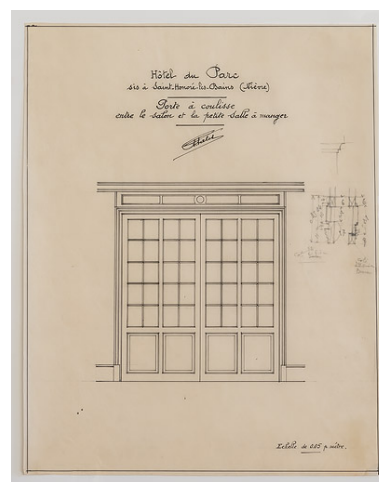 Hôtel du Parc
sis à Saint-Honoré-les-Bains (Nièvre)
Porte à coulisse
entre le salon et la petite salle à manger
Echelle de 0.05 p. mètre.